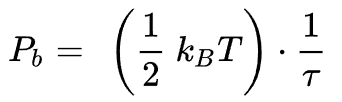 P_b = (1/2 k_B T) · 1/τ